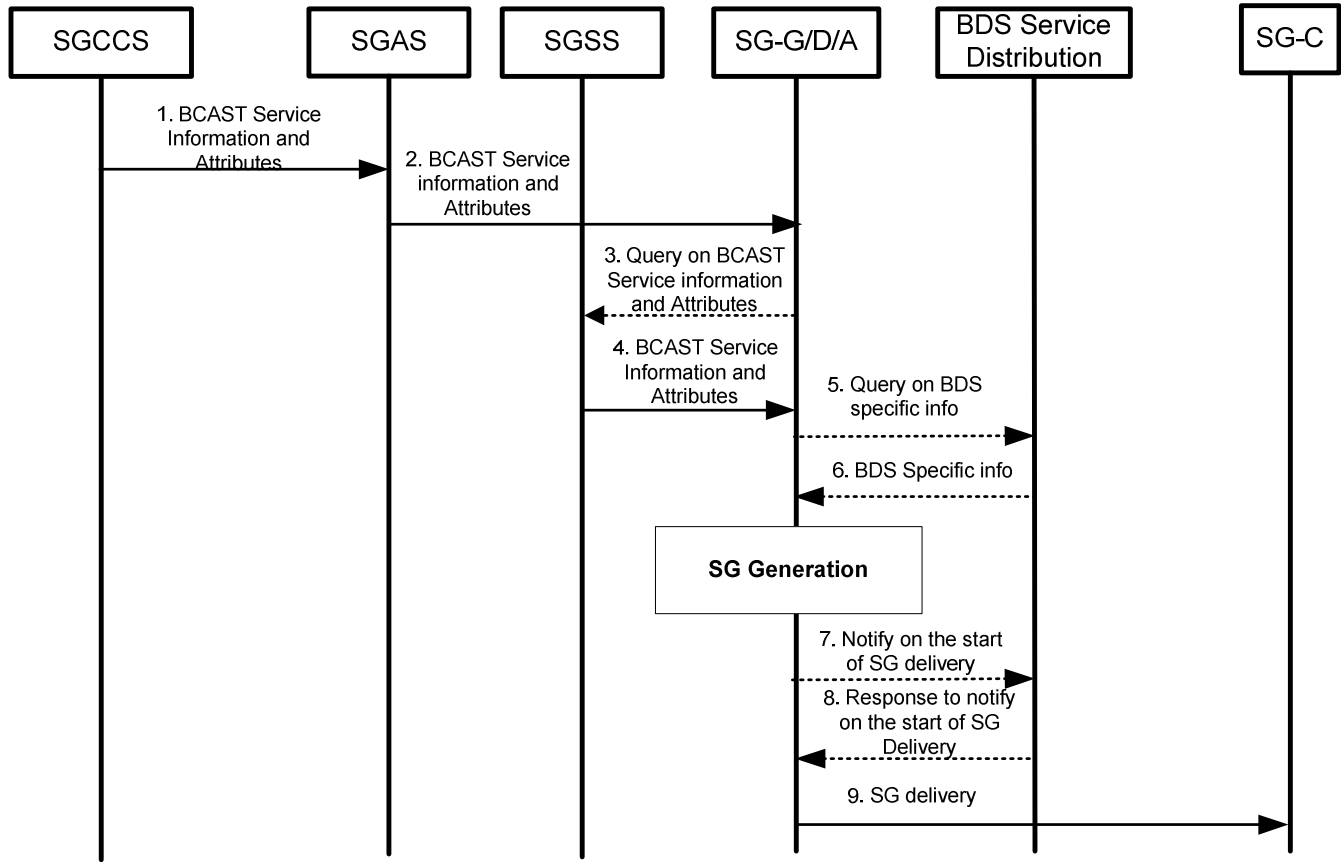 SGCCS
SGAS
SGSS
SG-G/D/A
BDS Service
Distribution
SG-C
1. BCAST Service
Information and
Attributes
2. BCAST Service
information and
Attributes
3. Query on BCAST
Service information
and Attributes
4. BCAST Service
Information and
Attributes
5. Query on BDS
specific info
6. BDS Specific info
SG Generation
7. Notify on the start
of SG delivery
8. Response to notify
on the start of SG
Delivery
9. SG delivery